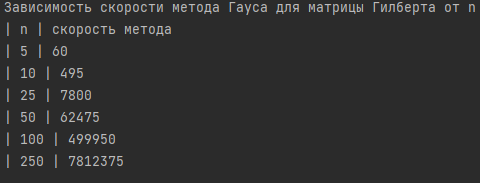 Зависимость скорости метода Гауса для матрицы Гилберта от n
| n | скорость метода
| 5 | 60
| 10 | 495
| 25 | 7800
| 50 | 62475
| 100 | 499950
| 250 | 7812375